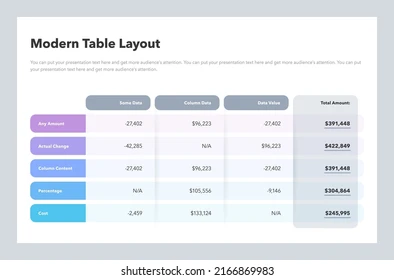 Modern Table Layout
You can put your presentation text here and get more audience's attention. You can put your presentation text here and get more audience's attention. You can
put your presentation text here and get more audience's attention.
Some Data Column Data Data Value Total Amount:
Any Amount -27,402 $96,223 -27,402 $391,448
Actual Change -42,285 N/A $96,223 $422,849
Column Content -27,402 $96,223 -27,402 $391,448
Percentage N/A $105,556 -9,146 $304,864
Cost -2,459 $133,124 N/A $245,995
shutterstock.com · 2166869983